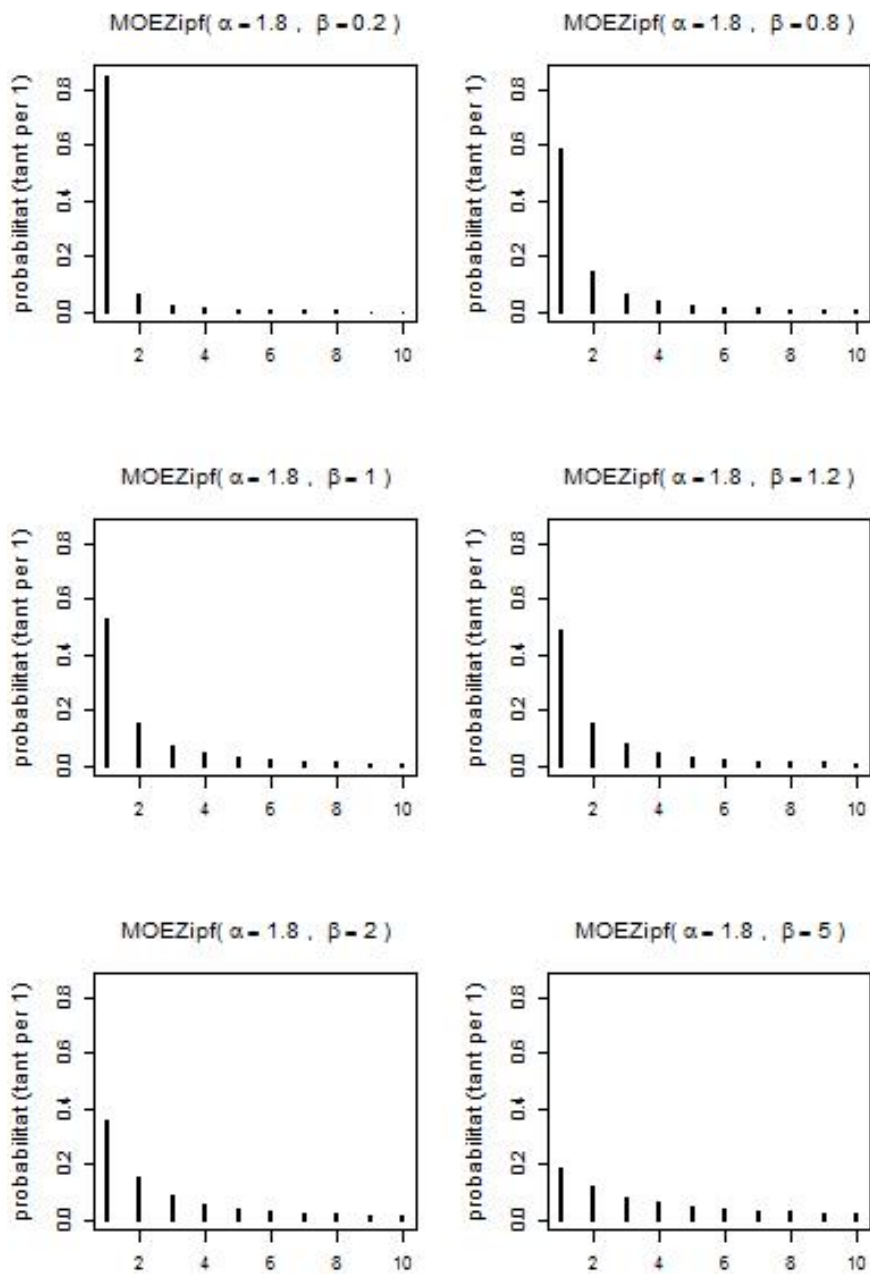 MOEZipf( α = 1.8 , β = 0.2 )
probabilitat (tant per 1)
0.0 0.2 0.4 0.6 0.8
2 4 6 8 10
MOEZipf( α = 1.8 , β = 0.8 )
probabilitat (tant per 1)
0.0 0.2 0.4 0.6 0.8
2 4 6 8 10
MOEZipf( α = 1.8 , β = 1 )
probabilitat (tant per 1)
0.0 0.2 0.4 0.6 0.8
2 4 6 8 10
MOEZipf( α = 1.8 , β = 1.2 )
probabilitat (tant per 1)
0.0 0.2 0.4 0.6 0.8
2 4 6 8 10
MOEZipf( α = 1.8 , β = 2 )
probabilitat (tant per 1)
0.0 0.2 0.4 0.6 0.8
2 4 6 8 10
MOEZipf( α = 1.8 , β = 5 )
probabilitat (tant per 1)
0.0 0.2 0.4 0.6 0.8
2 4 6 8 10